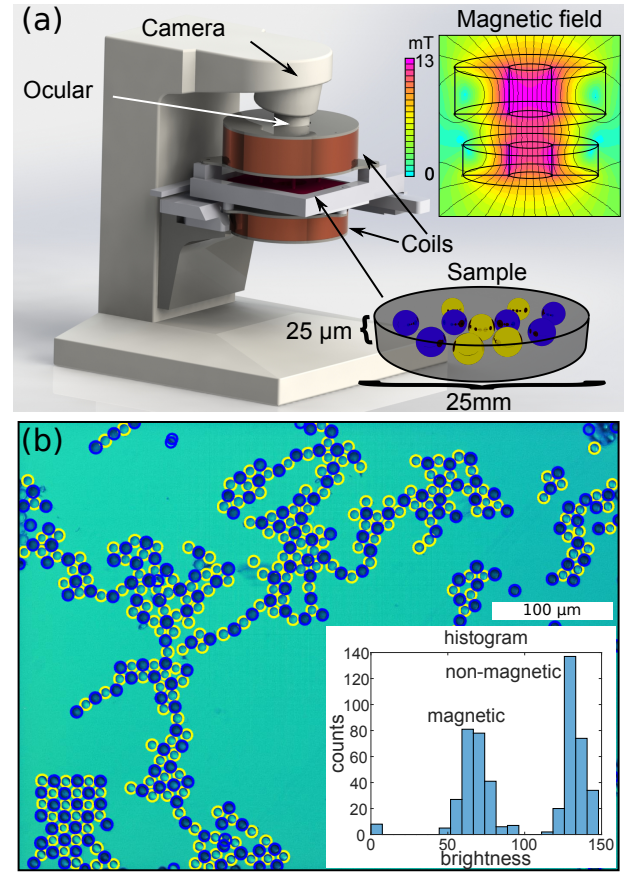 (a)
Camera
Ocular
Magnetic field
mT
13
0
Coils
Sample
25 µm
25mm
(b)
100 µm
histogram
140
120
100
80
60
40
20
0
counts
non-magnetic
magnetic
0
50
100
150
brightness